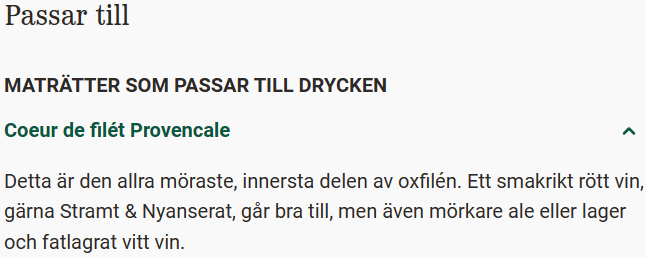 Passar till
MATRÄTTER SOM PASSAR TILL DRYCKEN
Coeur de filét Provencale
Detta är den allra möraste, innersta delen av oxfilén. Ett smakrikt rött vin,
gärna Stramt & Nyanserat, går bra till, men även mörkare ale eller lager
och fatlagrat vitt vin.